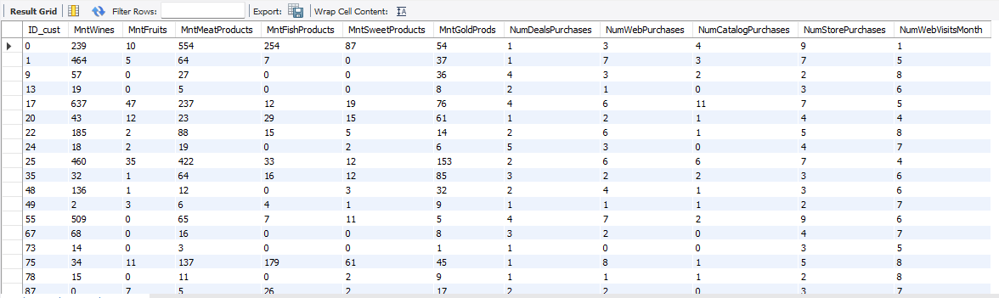 Result Grid Filter Rows: Export: Wrap Cell Content:
ID_cust MntWines MntFruits MntMeatProducts MntFishProducts MntSweetProducts MntGoldProds NumDealsPurchases NumWebPurchases NumCatalogPurchases NumStorePurchases NumWebVisitsMonth
0 239 10 554 254 87 54 1 3 4 9 1
1 464 5 64 7 0 37 1 7 3 7 5
9 57 0 27 0 0 36 4 3 2 2 8
13 19 0 5 0 0 8 2 1 0 3 6
17 637 47 237 12 19 76 4 6 11 7 5
20 43 12 23 29 15 61 1 2 1 4 4
22 185 2 88 15 5 14 2 6 1 5 8
24 18 2 19 0 2 6 5 3 0 4 7
25 460 35 422 33 12 153 2 6 6 7 4
35 32 1 64 16 12 85 3 2 2 3 6
48 136 1 12 0 3 32 2 4 1 3 6
49 2 3 6 4 1 9 1 1 1 2 7
55 509 0 65 7 11 5 4 7 2 9 6
67 68 0 16 0 0 8 3 2 0 4 7
73 14 0 3 0 0 1 1 0 0 3 5
75 34 11 137 179 61 45 1 8 1 5 8
78 15 0 11 0 2 9 1 1 1 2 8
87 0 7 5 26 2 17 2 2 0 3 7